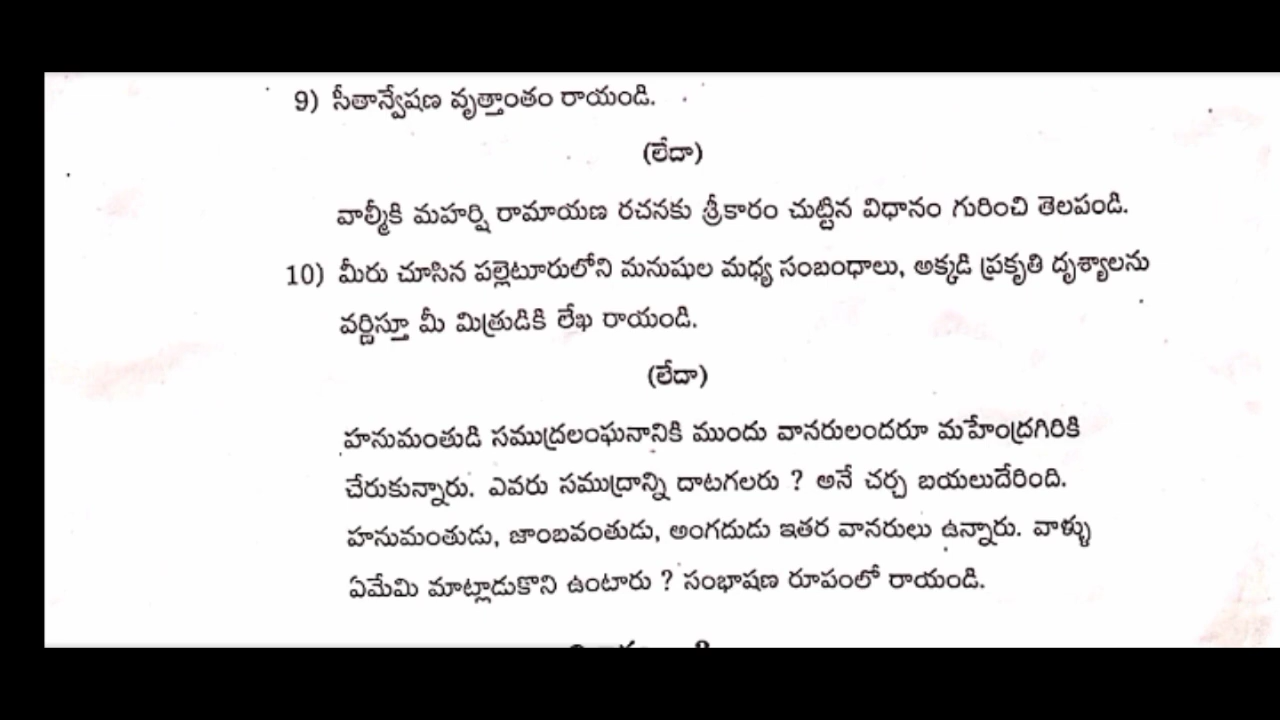 9) సీతాన్వేషణ వృత్తాంతం రాయండి.
(లేదా)
వాల్మీకి మహర్షి రామాయణ రచనకు శ్రీకారం చుట్టిన విధానం గురించి తెలపండి.
10) మీరు చూసిన పల్లెటూరులోని మనుషుల మధ్య సంబంధాలు, అక్కడి ప్రకృతి దృశ్యాలను
వర్ణిస్తూ మీ మిత్రుడికి లేఖ రాయండి.
(లేదా)
హనుమంతుడి సముద్రలంఘనానికి ముందు వానరులందరూ మహేంద్రగిరికి
చేరుకున్నారు. ఎవరు సముద్రాన్ని దాటగలరు ? అనే చర్చ బయలుదేరింది.
హనుమంతుడు, జాంబవంతుడు, అంగదుడు ఇతర వానరులు ఉన్నారు. వాళ్ళు
ఏమేమి మాట్లాడుకొని ఉంటారు ? సంభాషణ రూపంలో రాయండి.